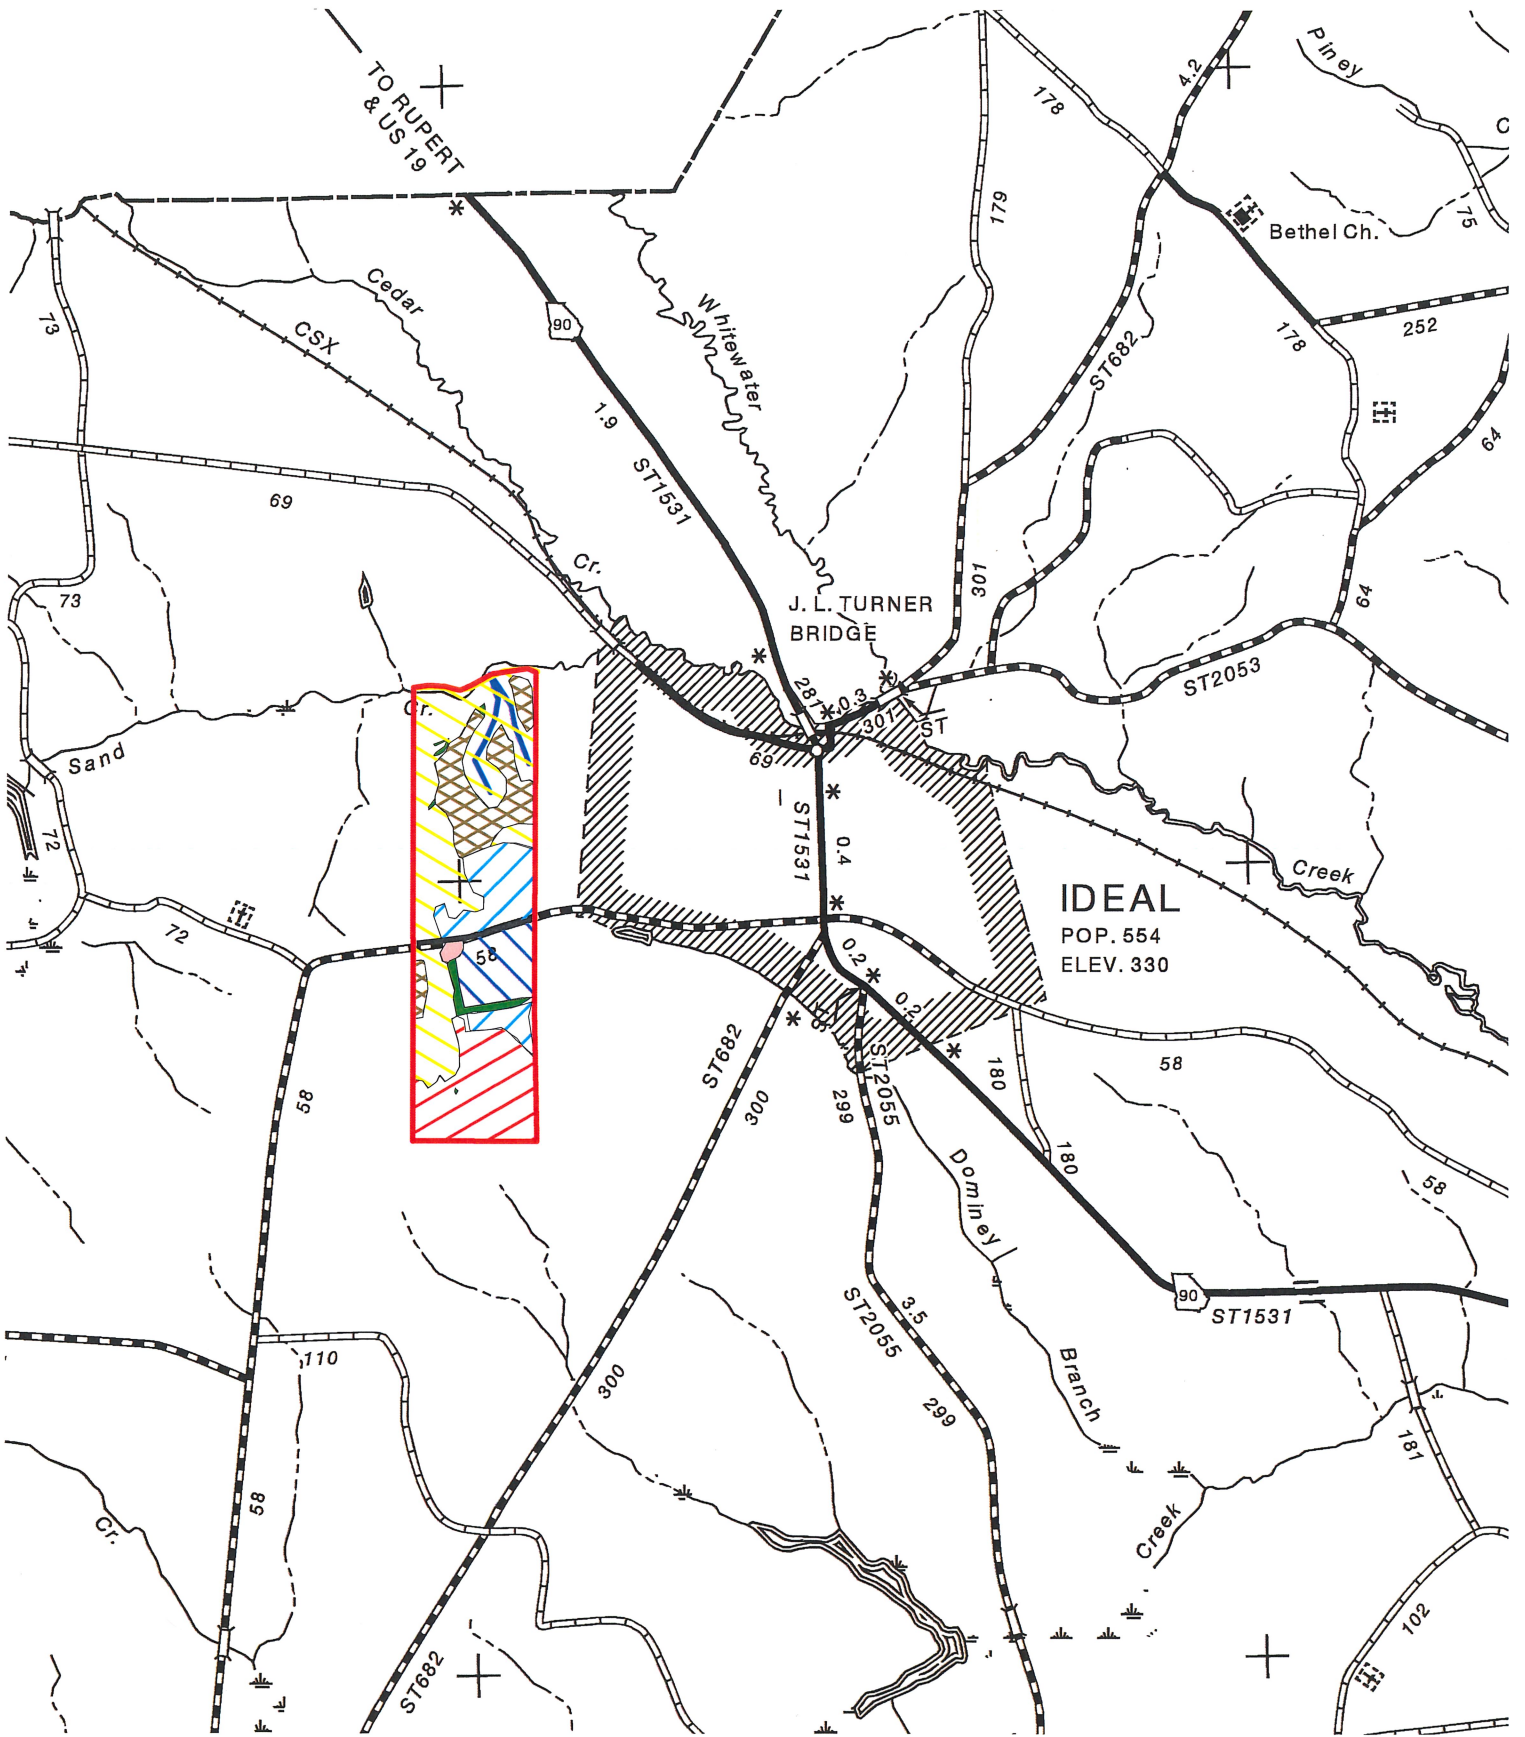 TO RUPERT
& US 19
4.2
Piney
C
178
179
75
Bethel Ch.
73
CSX
Cedar
90
Whitewater
178
252
ST682
1.9
ST1531
64
69
Cr.
73
301
64
J. L. TURNER
BRIDGE
ST2053
281
0.3
301
ST
Cr.
Sand
69
72
ST1531
0.4
Creek
IDEAL
POP. 554
ELEV. 330
72
58
0.2
0.2
ST
ST682
300
ST2055
299
180
58
58
180
58
Dominey
90
ST1531
3.5
ST2055
110
300
Branch
299
181
58
Cr.
Creek
102
ST682